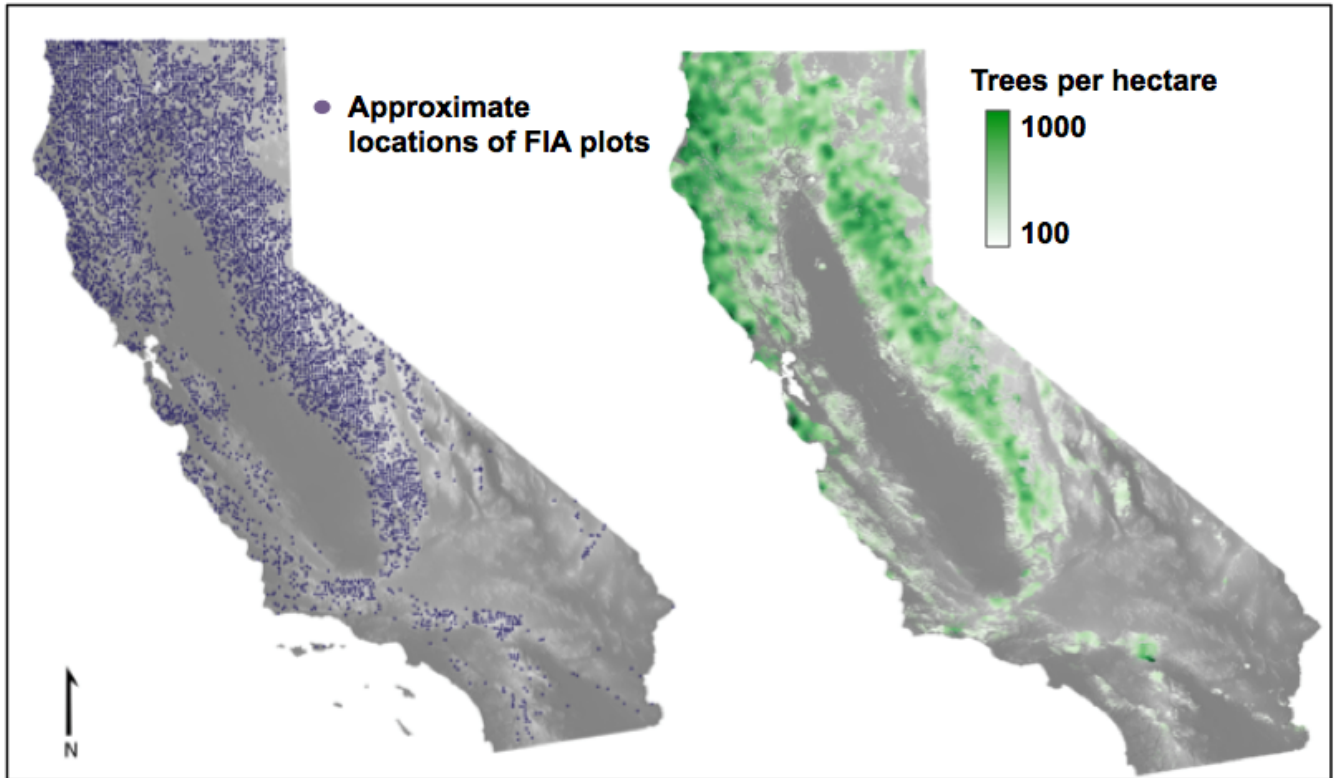 Approximate
locations of FIA plots
Trees per hectare
1000
100
N